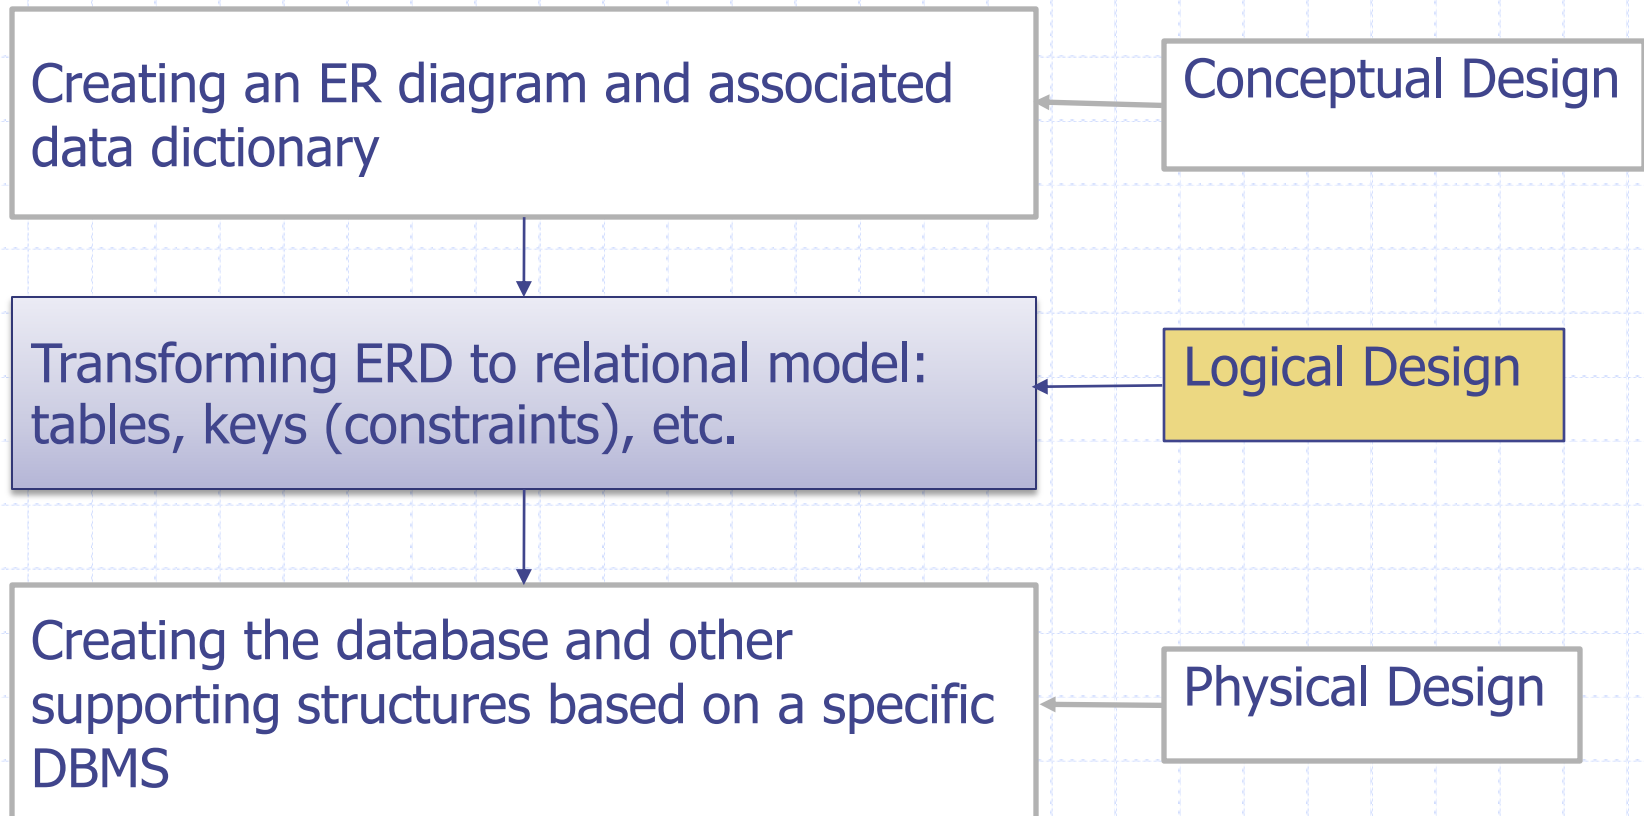 Creating an ER diagram and associated
data dictionary
Conceptual Design
Transforming ERD to relational model:
tables, keys (constraints), etc.
Logical Design
Creating the database and other
supporting structures based on a specific
DBMS
Physical Design